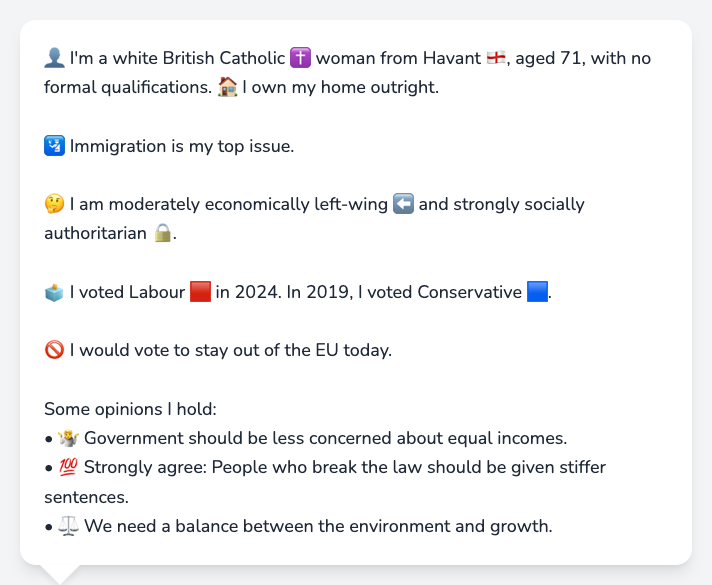 👤 I'm a white British Catholic ✝️ woman from Havant 🏴󠁧󠁢󠁥󠁮󠁧󠁿, aged 71, with no
formal qualifications. 🏠 I own my home outright.
🛂 Immigration is my top issue.
🤔 I am moderately economically left-wing ⬅️ and strongly socially
authoritarian 🔒.
🗳️ I voted Labour 🟥 in 2024. In 2019, I voted Conservative 🟦.
🚫 I would vote to stay out of the EU today.
Some opinions I hold:
• 🤷 Government should be less concerned about equal incomes.
• 💯 Strongly agree: People who break the law should be given stiffer
sentences.
• ⚖️ We need a balance between the environment and growth.